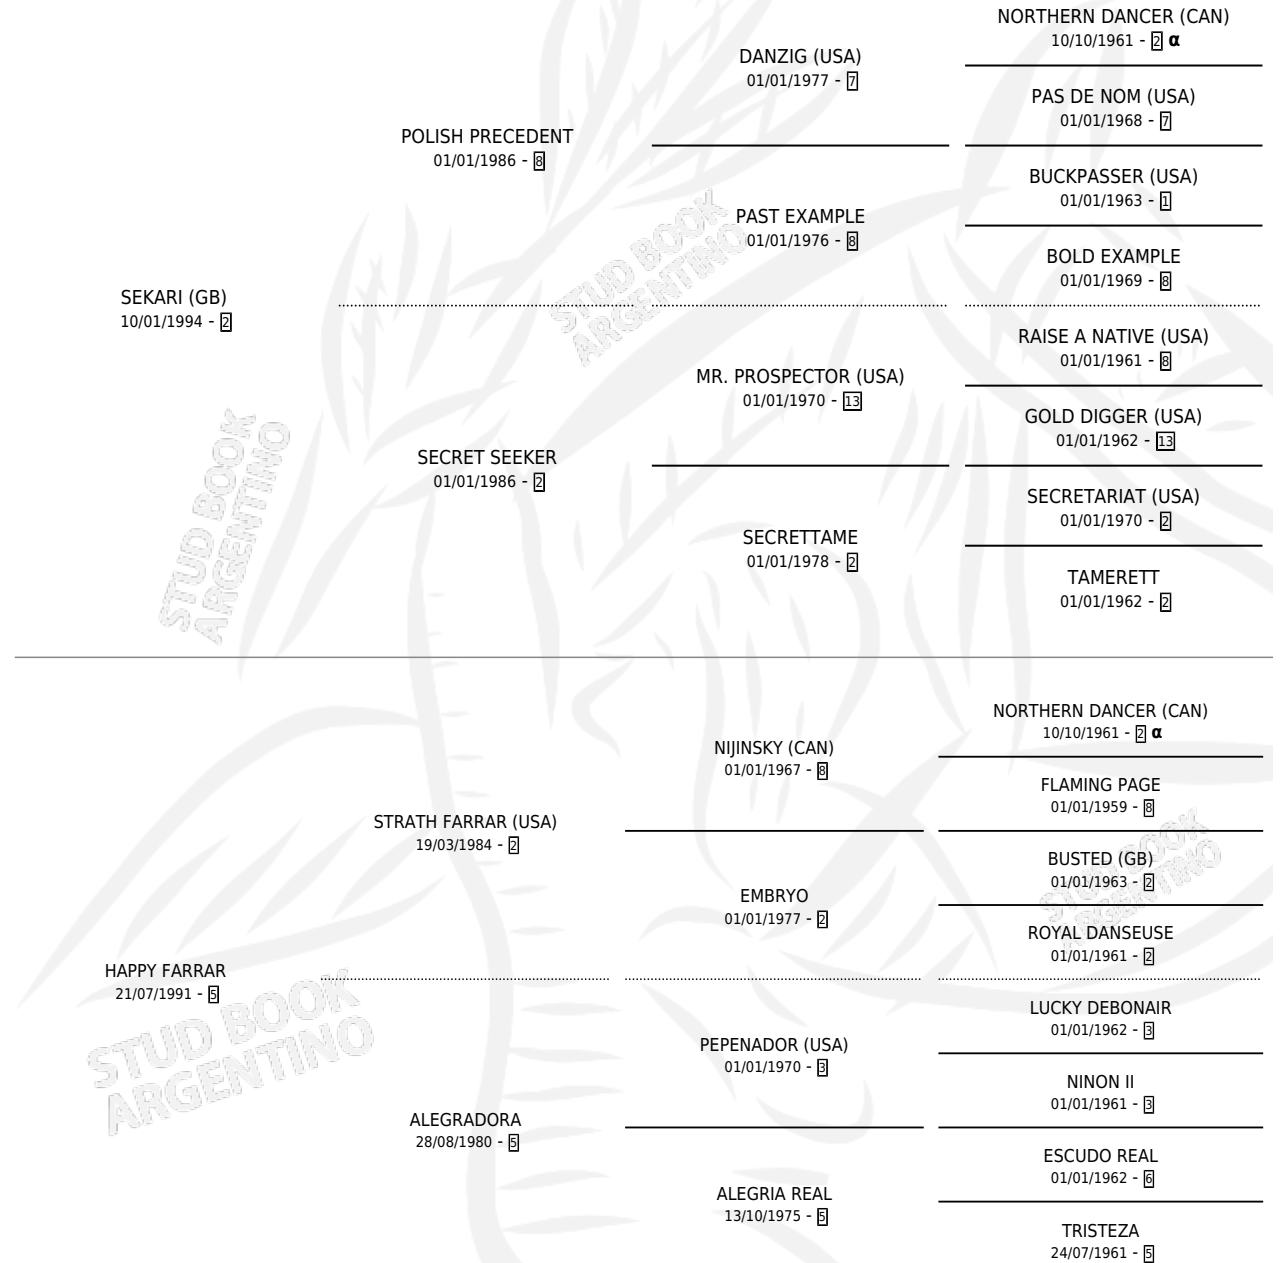 NORTHERN DANCER (CAN)
10/10/1961 - 2 α
DANZIG (USA)
01/01/1977 - 7
PAS DE NOM (USA)
01/01/1968 - 7
POLISH PRECEDENT
01/01/1986 - 8
BUCKPASSER (USA)
01/01/1963 - 1
PAST EXAMPLE
01/01/1976 - 8
BOLD EXAMPLE
01/01/1969 - 8
STUD BOOK
ARGENTINO
SEKARI (GB)
10/01/1994 - 2
RAISE A NATIVE (USA)
01/01/1961 - 8
MR. PROSPECTOR (USA)
01/01/1970 - 13
GOLD DIGGER (USA)
01/01/1962 - 13
SECRET SEEKER
01/01/1986 - 2
SECRETARIAT (USA)
01/01/1970 - 2
STUD BOOK
ARGENTINO
SECRETTAME
01/01/1978 - 2
TAMERETT
01/01/1962 - 2
NORTHERN DANCER (CAN)
10/10/1961 - 2 α
NIJINSKY (CAN)
01/01/1967 - 8
FLAMING PAGE
01/01/1959 - 8
STRATH FARRAR (USA)
19/03/1984 - 2
BUSTED (GB)
01/01/1963 - 2
STUD BOOK
ARGENTINO
EMBRYO
01/01/1977 - 2
ROYAL DANSEUSE
01/01/1961 - 2
HAPPY FARRAR
21/07/1991 - 5
STUD BOOK
ARGENTINO
LUCKY DEBONAIR
01/01/1962 - 3
PEPENADOR (USA)
01/01/1970 - 3
NINON II
01/01/1961 - 3
ALEGRADORA
28/08/1980 - 5
ESCUDO REAL
01/01/1962 - 6
ALEGRIA REAL
13/10/1975 - 5
TRISTEZA
24/07/1961 - 5